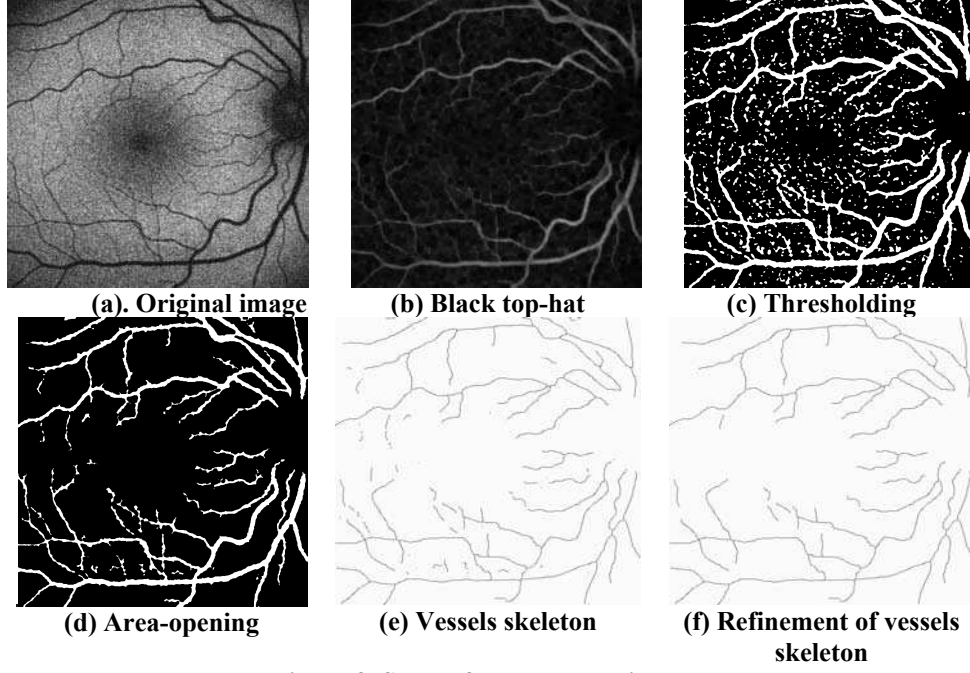 (a). Original image
(b) Black top-hat
(c) Thresholding
(d) Area-opening
(e) Vessels skeleton
(f) Refinement of vessels
skeleton